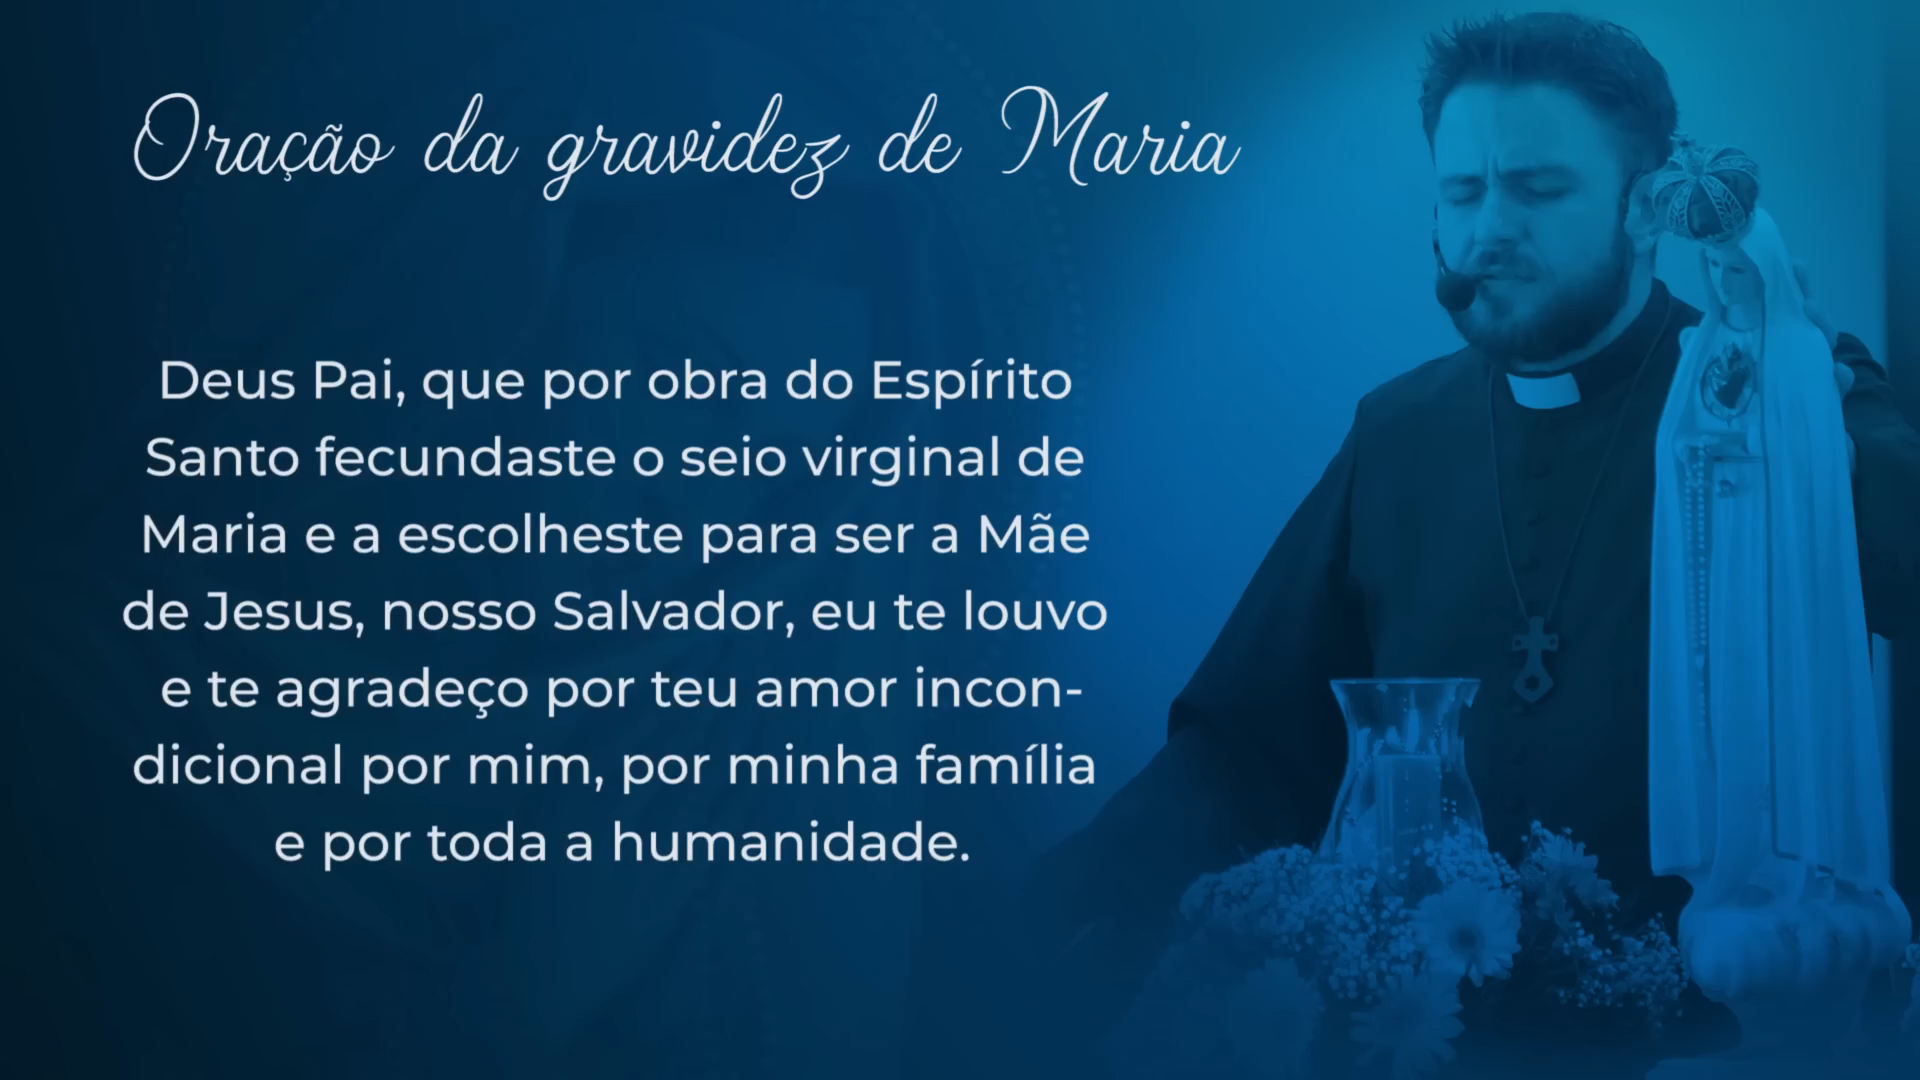 Oração da gravidez de Maria
Deus Pai, que por obra do Espírito
Santo fecundaste o seio virginal de
Maria e a escolheste para ser a Mãe
de Jesus, nosso Salvador, eu te louvo
e te agradeço por teu amor incon-
dicional por mim, por minha família
e por toda a humanidade.